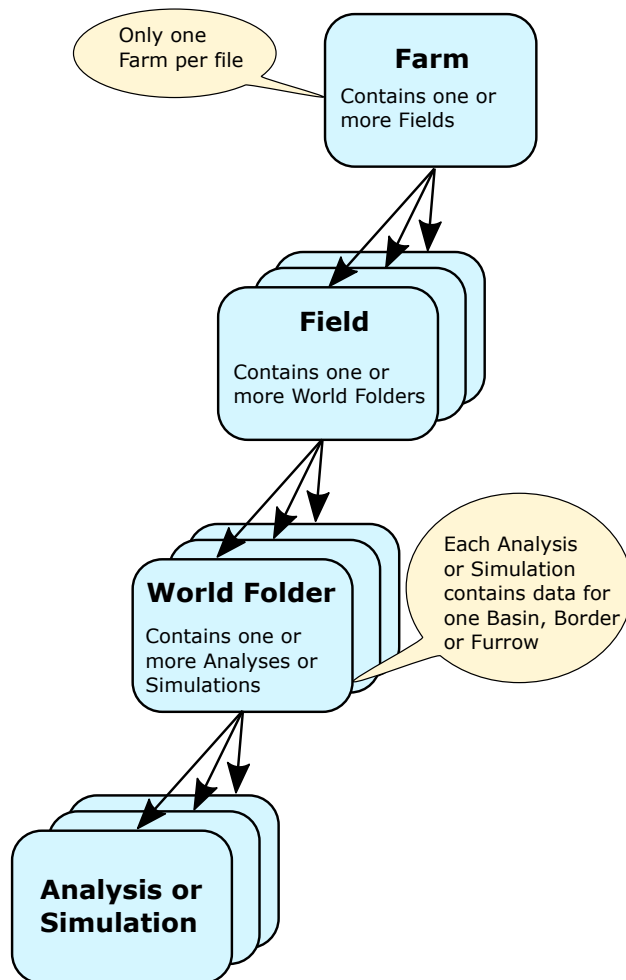 Only one
Farm per file
Farm
Contains one or
more Fields
Field
Contains one or
more World Folders
World Folder
Contains one or
more Analyses or
Simulations
Each Analysis
or Simulation
contains data for
one Basin, Border
or Furrow
Analysis or
Simulation